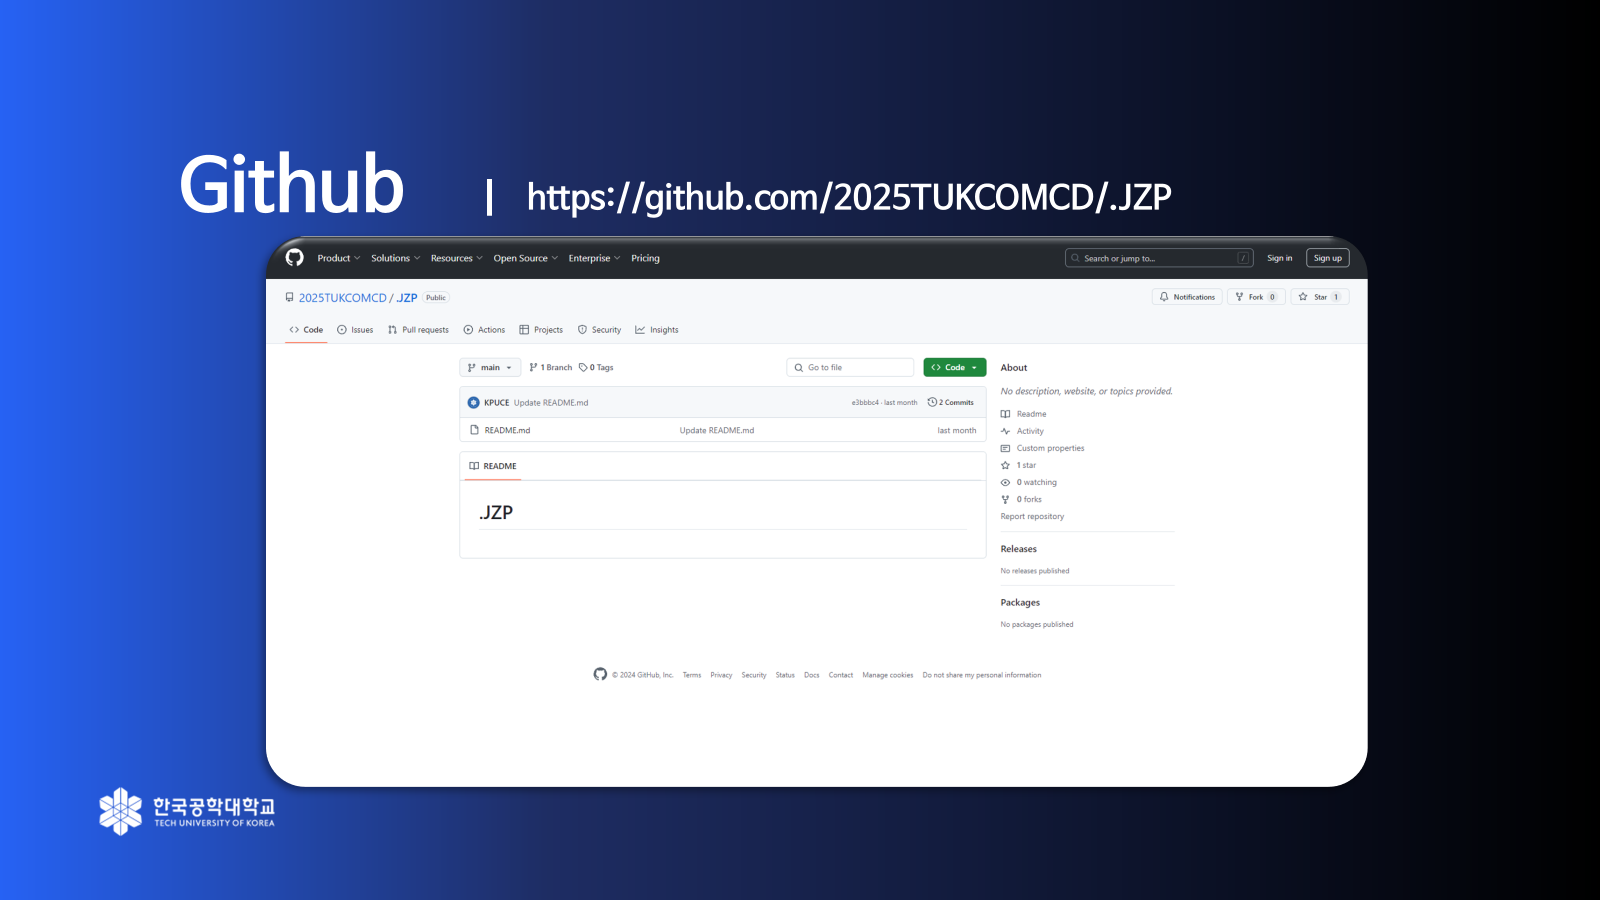 Github | https://github.com/2025TUKCOMCD/.JZP
Product Solutions Resources Open Source Enterprise Pricing Search or jump to... / Sign in Sign up
2025TUKCOMCD / .JZP Public Notifications Fork 0 Star 1
Code Issues Pull requests Actions Projects Security Insights
main 1 Branch 0 Tags Go to file Code
KPUCE Update README.md e3bbbc4 · last month 2 Commits
README.md Update README.md last month
README
.JZP
About
No description, website, or topics provided.
Readme
Activity
Custom properties
1 star
0 watching
0 forks
Report repository
Releases
No releases published
Packages
No packages published
© 2024 GitHub, Inc. Terms Privacy Security Status Docs Contact Manage cookies Do not share my personal information
한국공학대학교
TECH UNIVERSITY OF KOREA